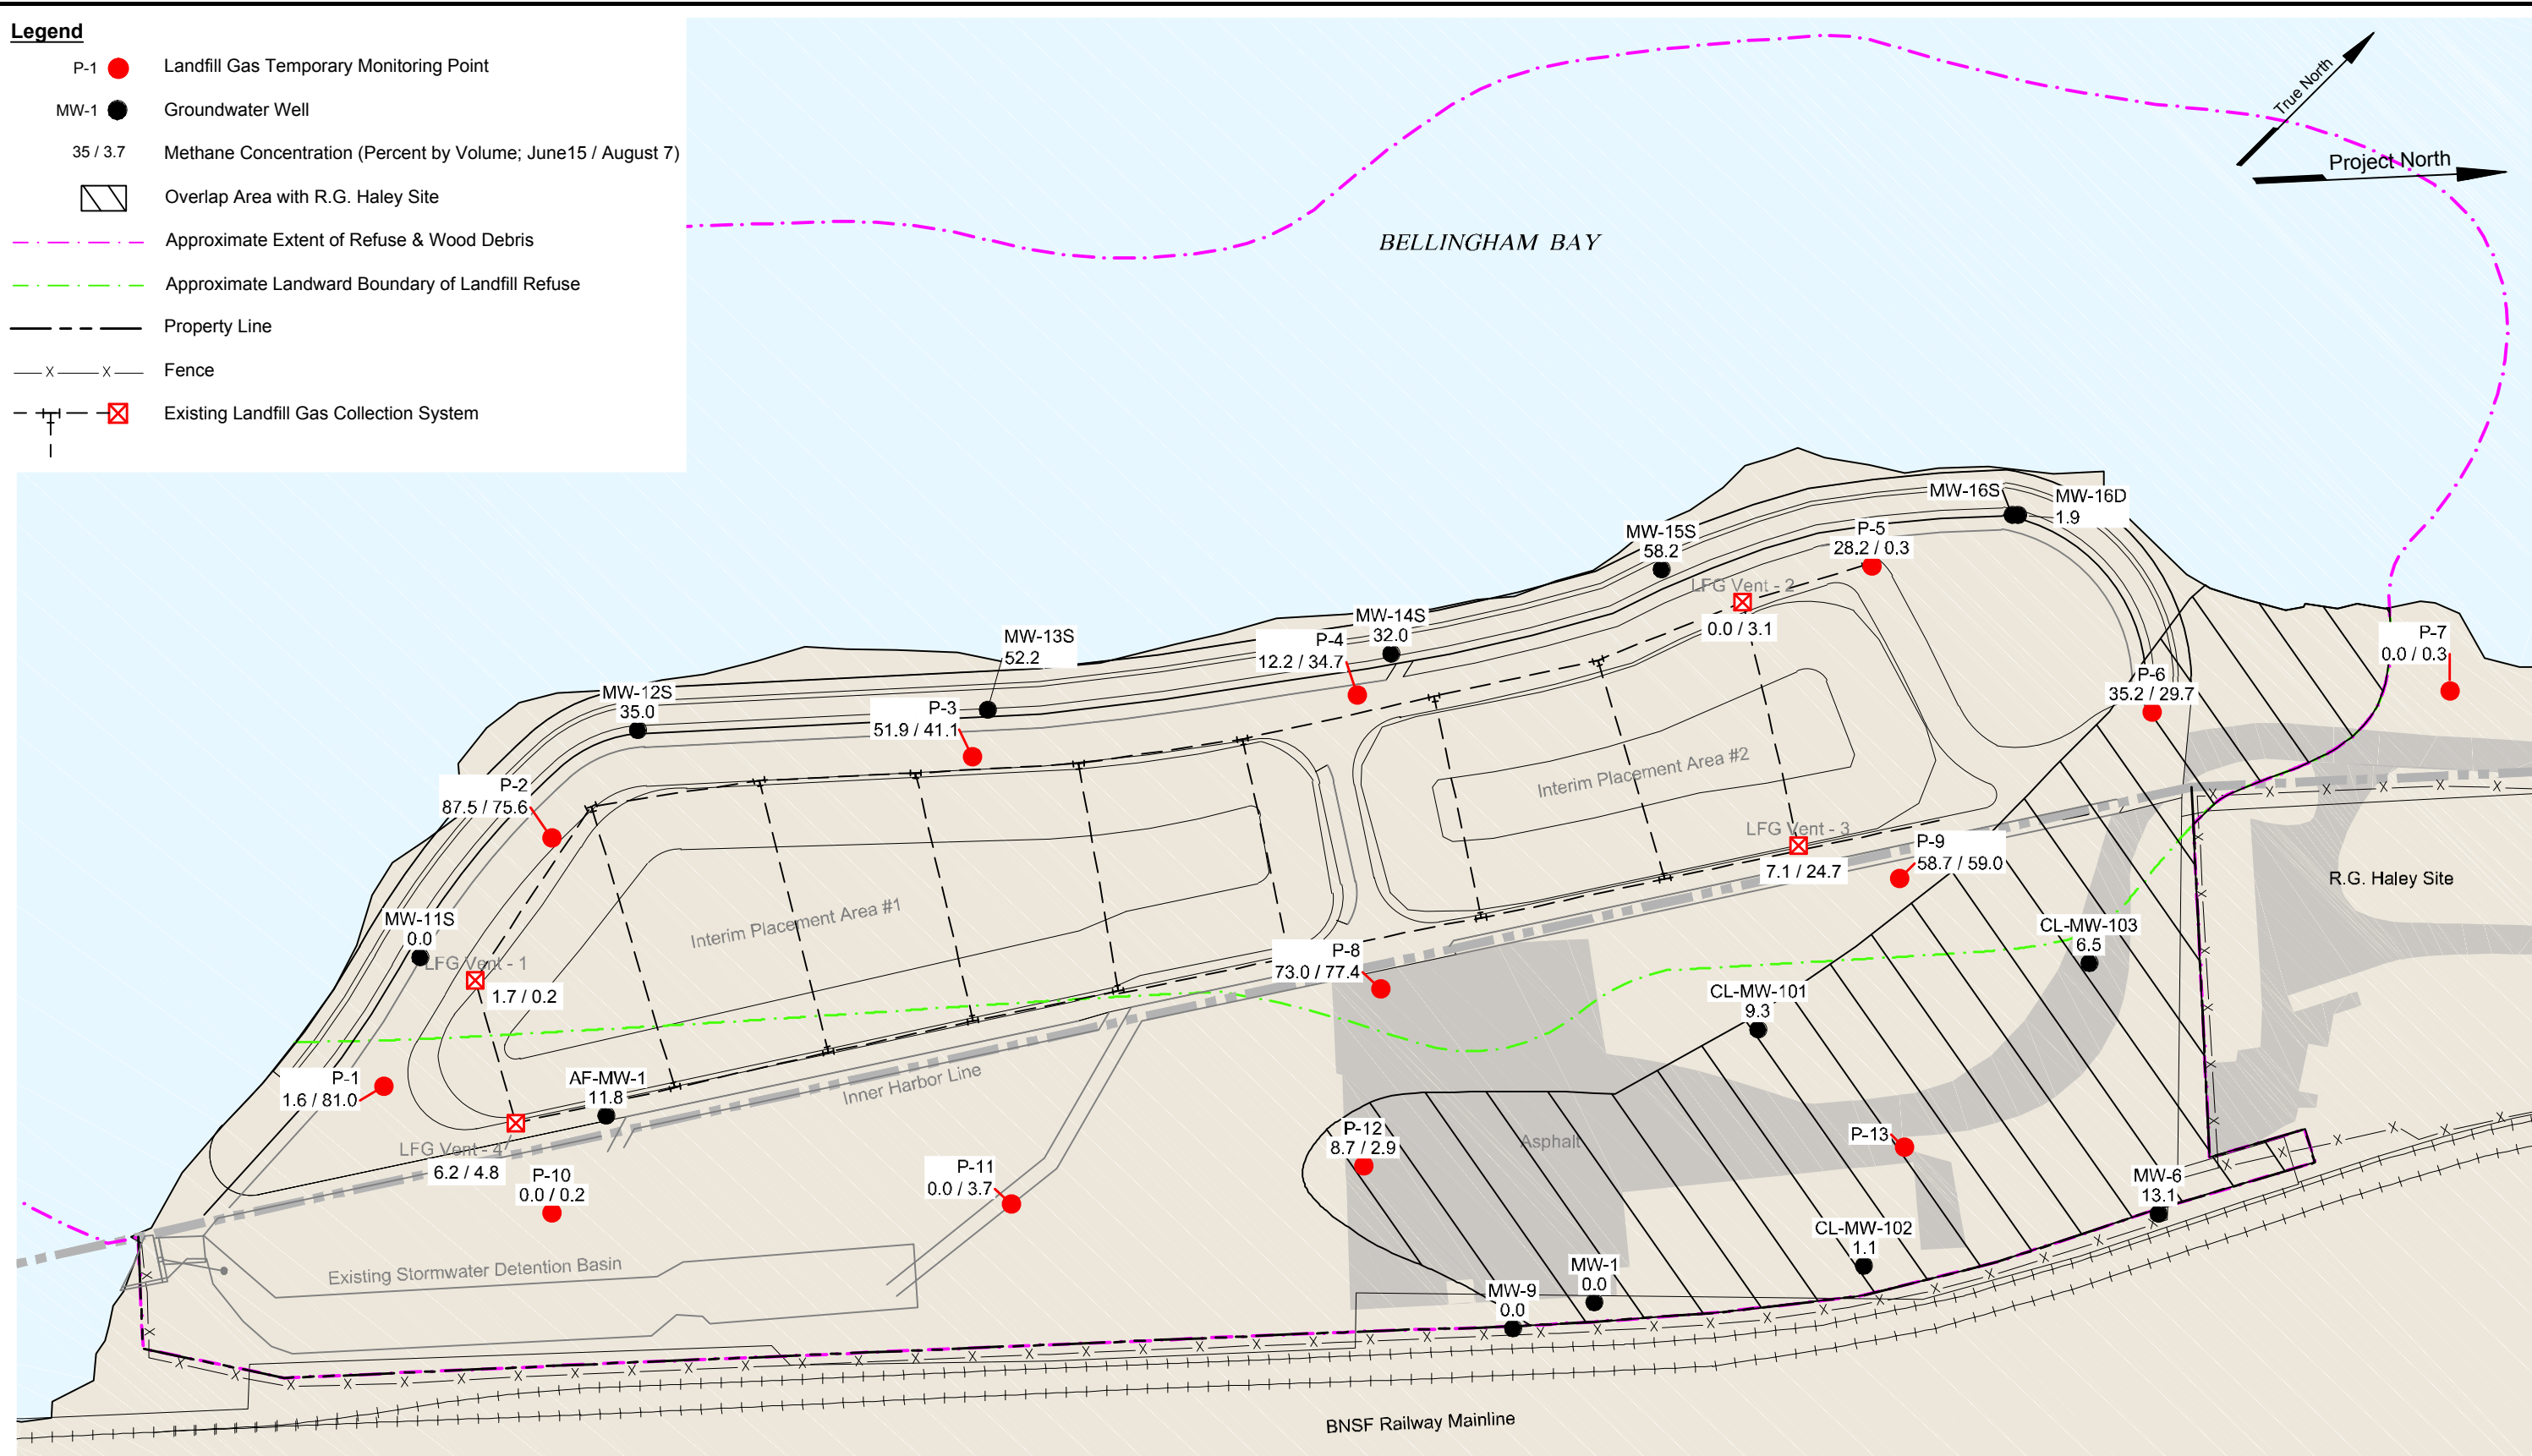 Legend
P-1 Landfill Gas Temporary Monitoring Point
MW-1 Groundwater Well
35 / 3.7 Methane Concentration (Percent by Volume; June15 / August 7)
Overlap Area with R.G. Haley Site
Approximate Extent of Refuse & Wood Debris
Approximate Landward Boundary of Landfill Refuse
Property Line
X X Fence
Existing Landfill Gas Collection System
True North
Project North
BELLINGHAM BAY
MW-16S
MW-16D
1.9
MW-15S
58.2
P-5
28.2 / 0.3
LFG Vent - 2
0.0 / 3.1
MW-14S
32.0
P-4
12.2 / 34.7
MW-13S
52.2
P-7
0.0 / 0.3
P-6
35.2 / 29.7
MW-12S
35.0
P-3
51.9 / 41.1
P-2
87.5 / 75.6
Interim Placement Area #2
LFG Vent - 3
7.1 / 24.7
P-9
58.7 / 59.0
R.G. Haley Site
Interim Placement Area #1
MW-11S
0.0
LFG Vent - 1
1.7 / 0.2
CL-MW-103
6.5
P-8
73.0 / 77.4
CL-MW-101
9.3
P-1
1.6 / 81.0
AF-MW-1
11.8
Inner Harbor Line
LFG Vent - 4
6.2 / 4.8
P-10
0.0 / 0.2
P-11
0.0 / 3.7
P-12
8.7 / 2.9
Asphalt
P-13
MW-6
13.1
CL-MW-102
1.1
Existing Stormwater Detention Basin
MW-1
0.0
MW-9
0.0
BNSF Railway Mainline